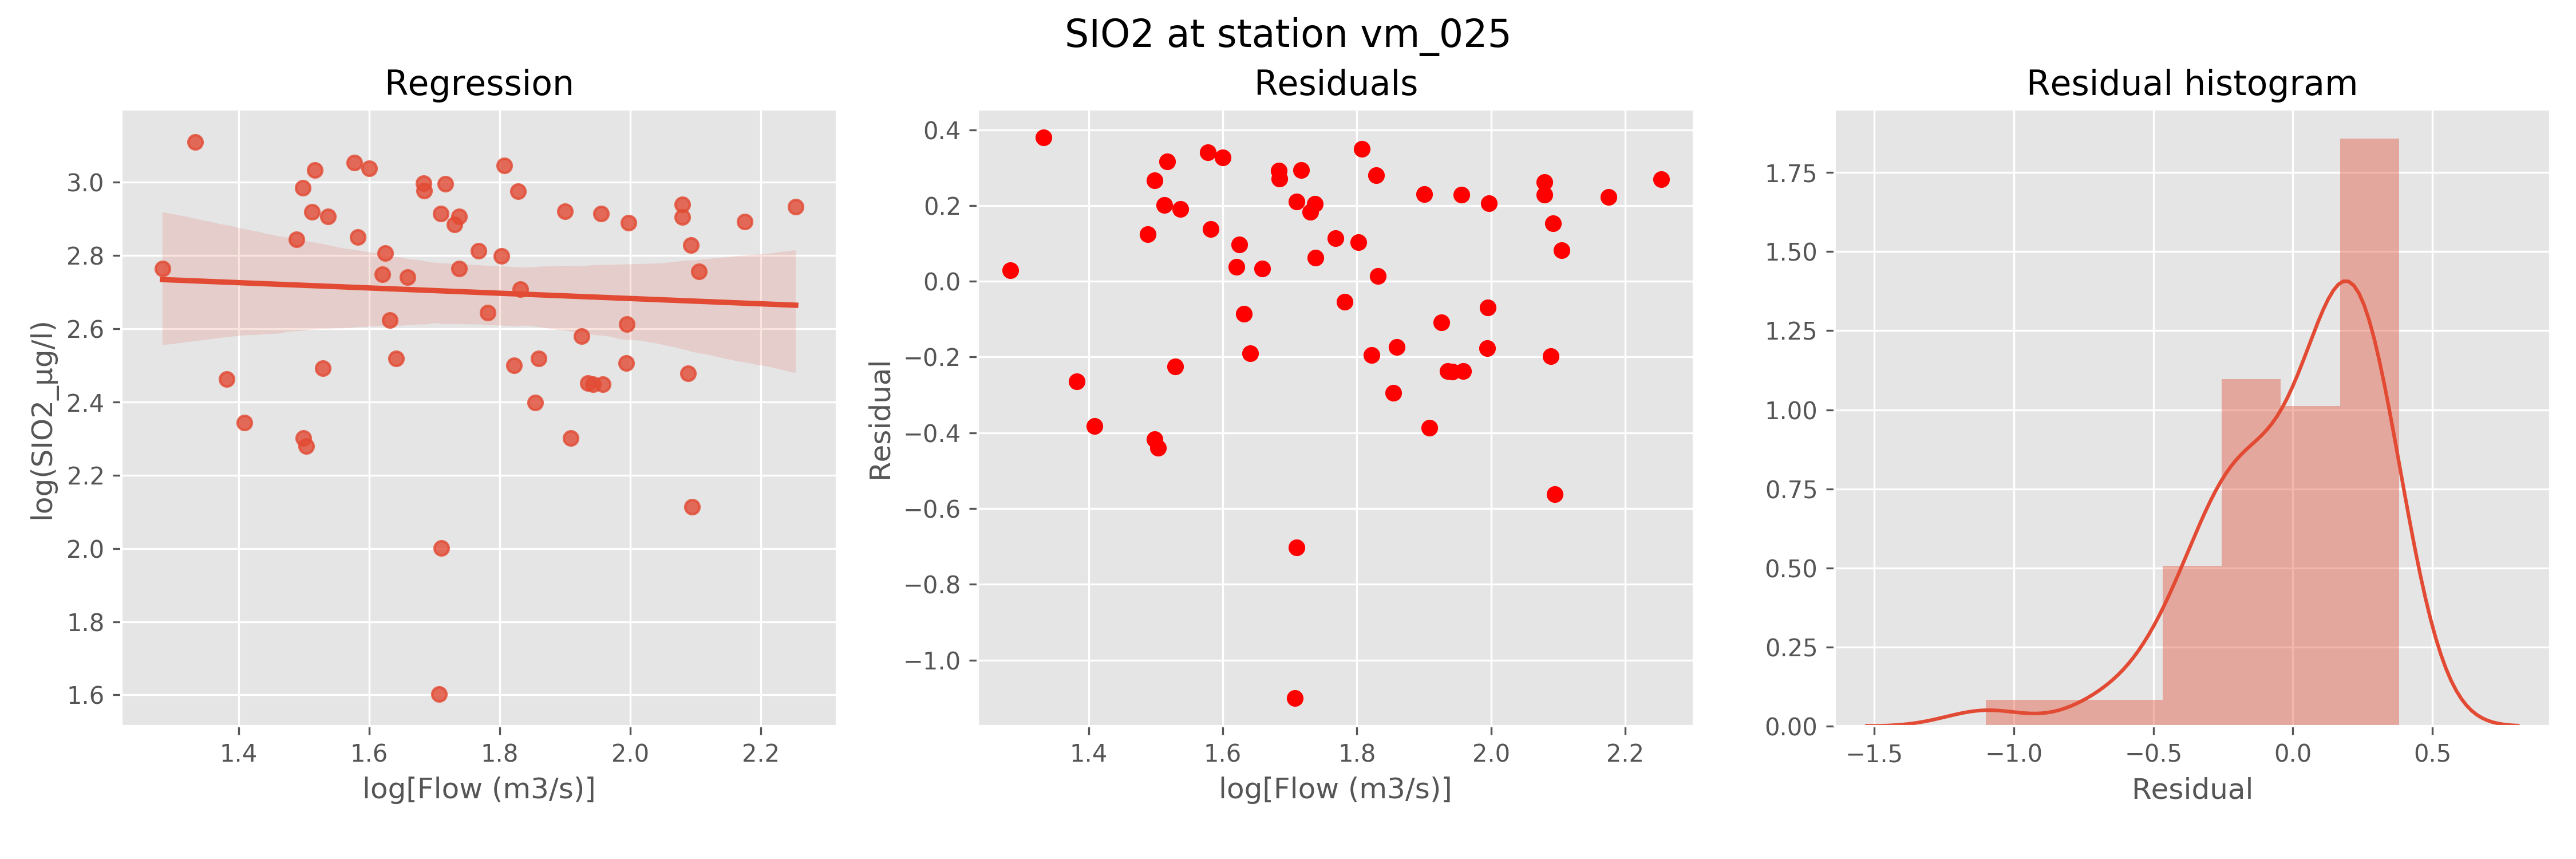 SIO2 at station vm_025
Regression
log(SIO2_µg/l)
3.0
2.8
2.6
2.4
2.2
2.0
1.8
1.6
1.4 1.6 1.8 2.0 2.2
log[Flow (m3/s)]
Residuals
Residual
0.4
0.2
0.0
−0.2
−0.4
−0.6
−0.8
−1.0
1.4 1.6 1.8 2.0 2.2
log[Flow (m3/s)]
Residual histogram
1.75
1.50
1.25
1.00
0.75
0.50
0.25
0.00
−1.5 −1.0 −0.5 0.0 0.5
Residual